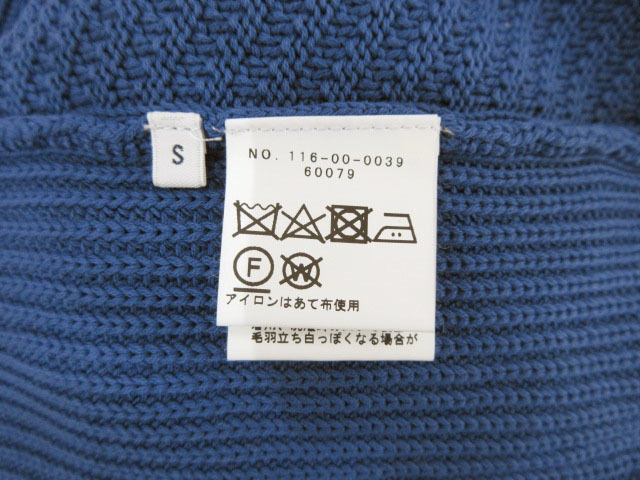 S
NO. 116-00-0039
60079
F
W
アイロンはあて布使用
毛羽立ち白っぽくなる場合が